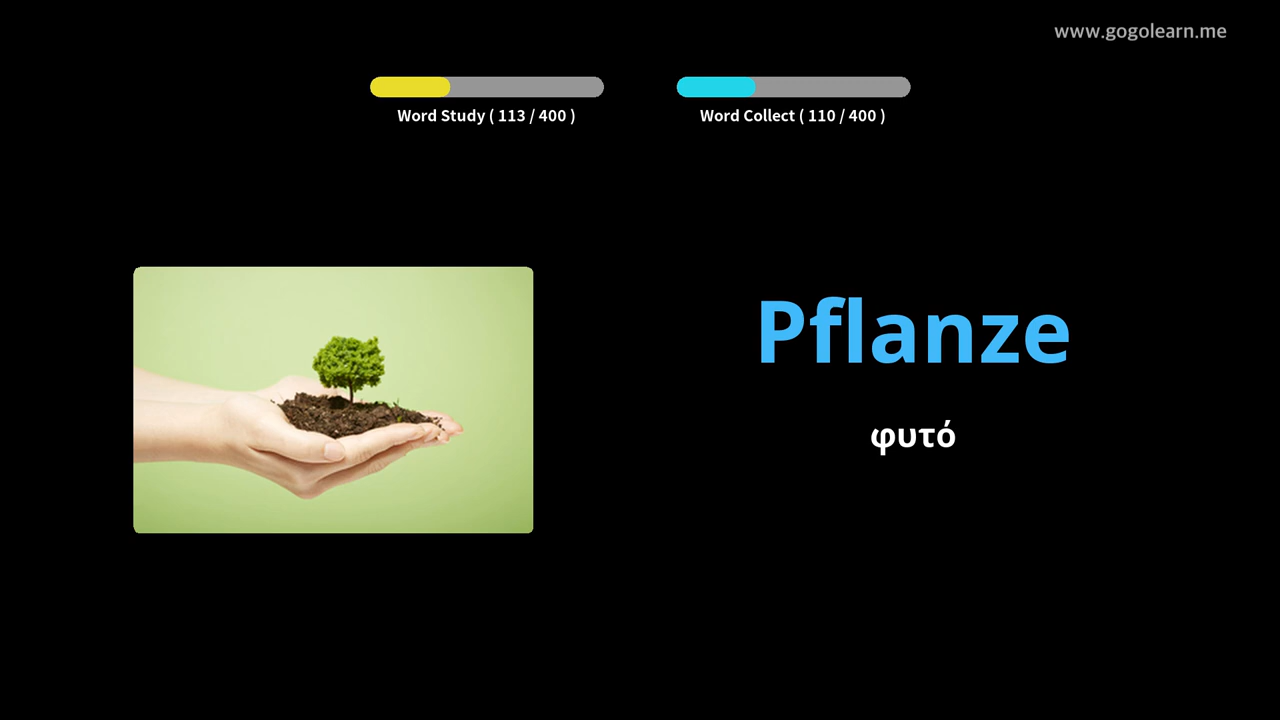 www.gogolearn.me
Word Study ( 113 / 400 )
Word Collect ( 110 / 400 )
Pflanze
φυτό